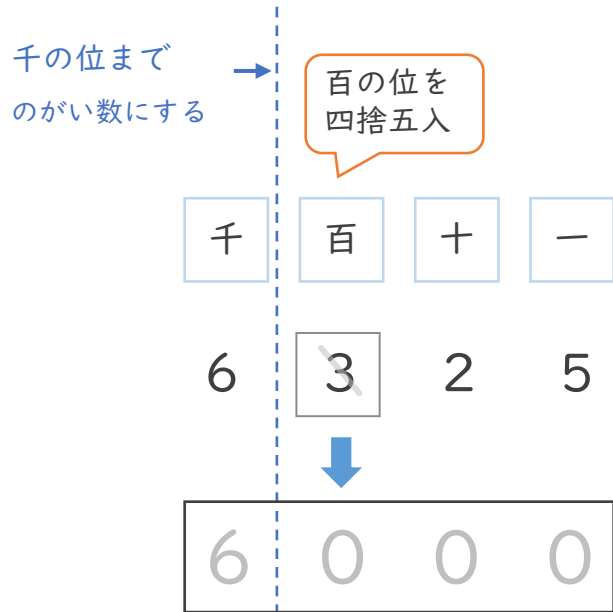 千の位まで
のがい数にする
百の位を
四捨五入
千 百 十 一
6 3 2 5
6 0 0 0